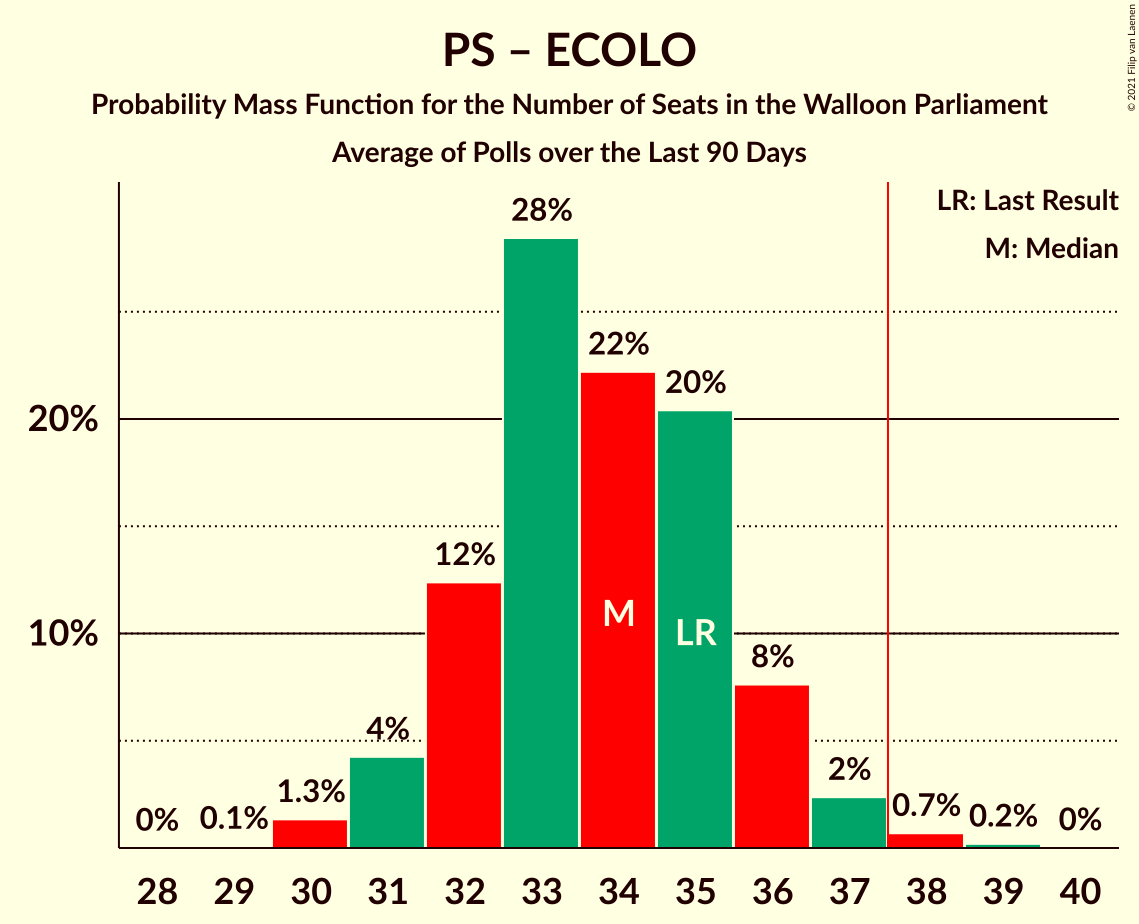 PS – ECOLO
Probability Mass Function for the Number of Seats in the Walloon Parliament
Average of Polls over the Last 90 Days
© 2021 Filip van Laenen
LR: Last Result
M: Median
28%
22%
20%
20%
12%
M
LR
10%
8%
4%
2%
1.3%
0.7%
0%
0.1%
0.2%
0%
28 29 30 31 32 33 34 35 36 37 38 39 40